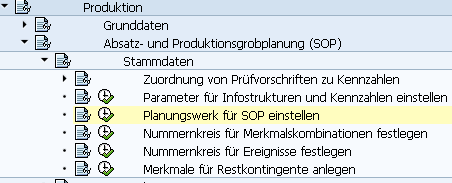 Produktion
Grunddaten
Absatz- und Produktionsgrobplanung (SOP)
Stammdaten
Zuordnung von Prüfvorschriften zu Kennzahlen
Parameter für Infostrukturen und Kennzahlen einstellen
Planungswerk für SOP einstellen
Nummernkreis für Merkmalskombinationen festlegen
Nummernkreis für Ereignisse festlegen
Merkmale für Restkontingente anlegen